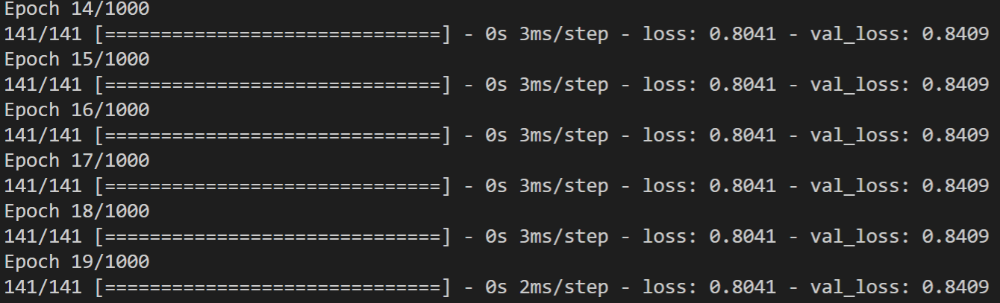 Epoch 14/1000
141/141 [==============================] - 0s 3ms/step - loss: 0.8041 - val_loss: 0.8409
Epoch 15/1000
141/141 [==============================] - 0s 3ms/step - loss: 0.8041 - val_loss: 0.8409
Epoch 16/1000
141/141 [==============================] - 0s 3ms/step - loss: 0.8041 - val_loss: 0.8409
Epoch 17/1000
141/141 [==============================] - 0s 3ms/step - loss: 0.8041 - val_loss: 0.8409
Epoch 18/1000
141/141 [==============================] - 0s 3ms/step - loss: 0.8041 - val_loss: 0.8409
Epoch 19/1000
141/141 [==============================] - 0s 2ms/step - loss: 0.8041 - val_loss: 0.8409